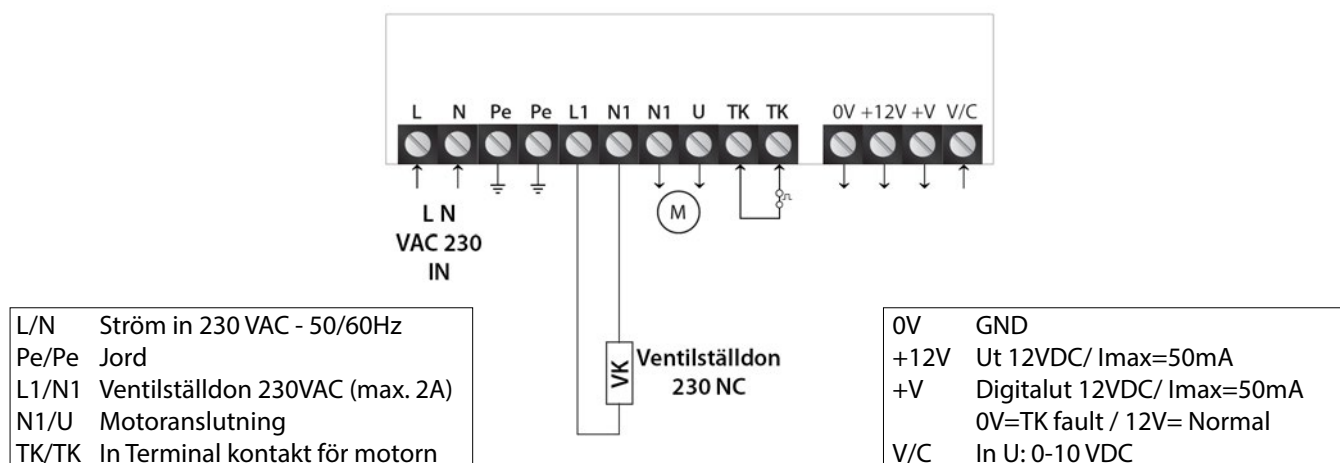 L N Pe Pe L1 N1 N1 U TK TK 0V +12V +V V/C
L N
VAC 230
IN
M
VK
Ventilställdon
230 NC
L/N Ström in 230 VAC - 50/60Hz
Pe/Pe Jord
L1/N1 Ventilställdon 230VAC (max. 2A)
N1/U Motoranslutning
TK/TK In Terminal kontakt för motorn
0V GND
+12V Ut 12VDC/ Imax=50mA
+V Digitalut 12VDC/ Imax=50mA
0V=TK fault / 12V= Normal
V/C In U: 0-10 VDC